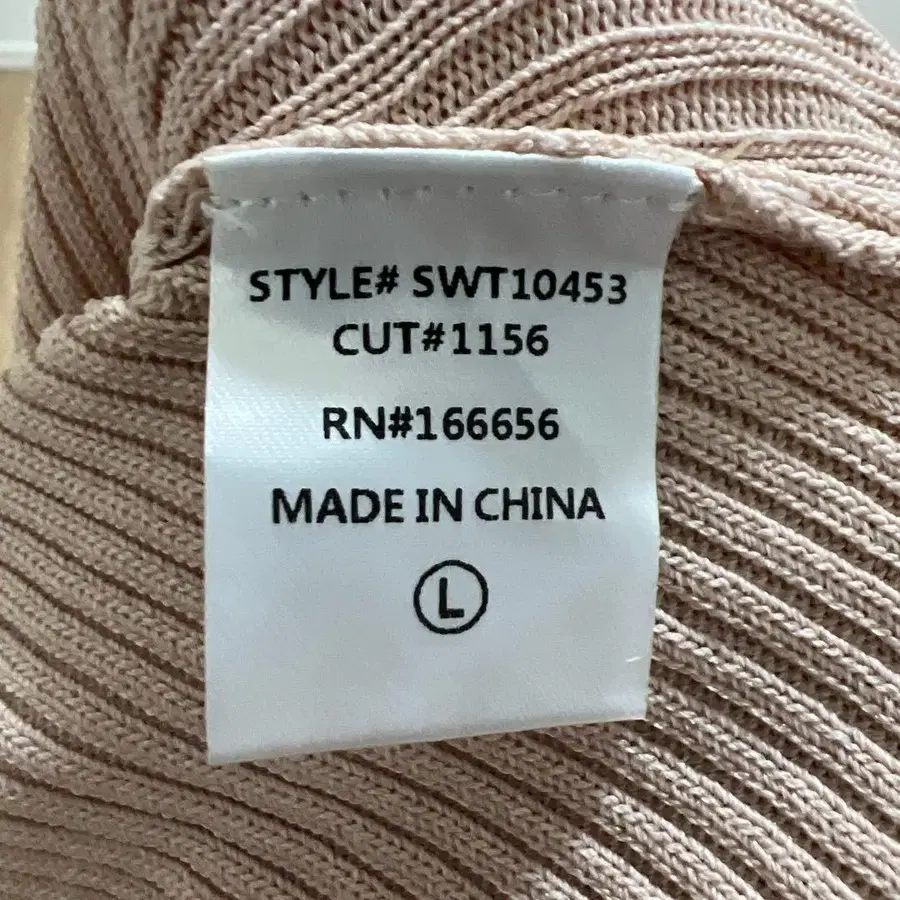 STYLE# SWT10453
CUT#1156
RN#166656
MADE IN CHINA
L